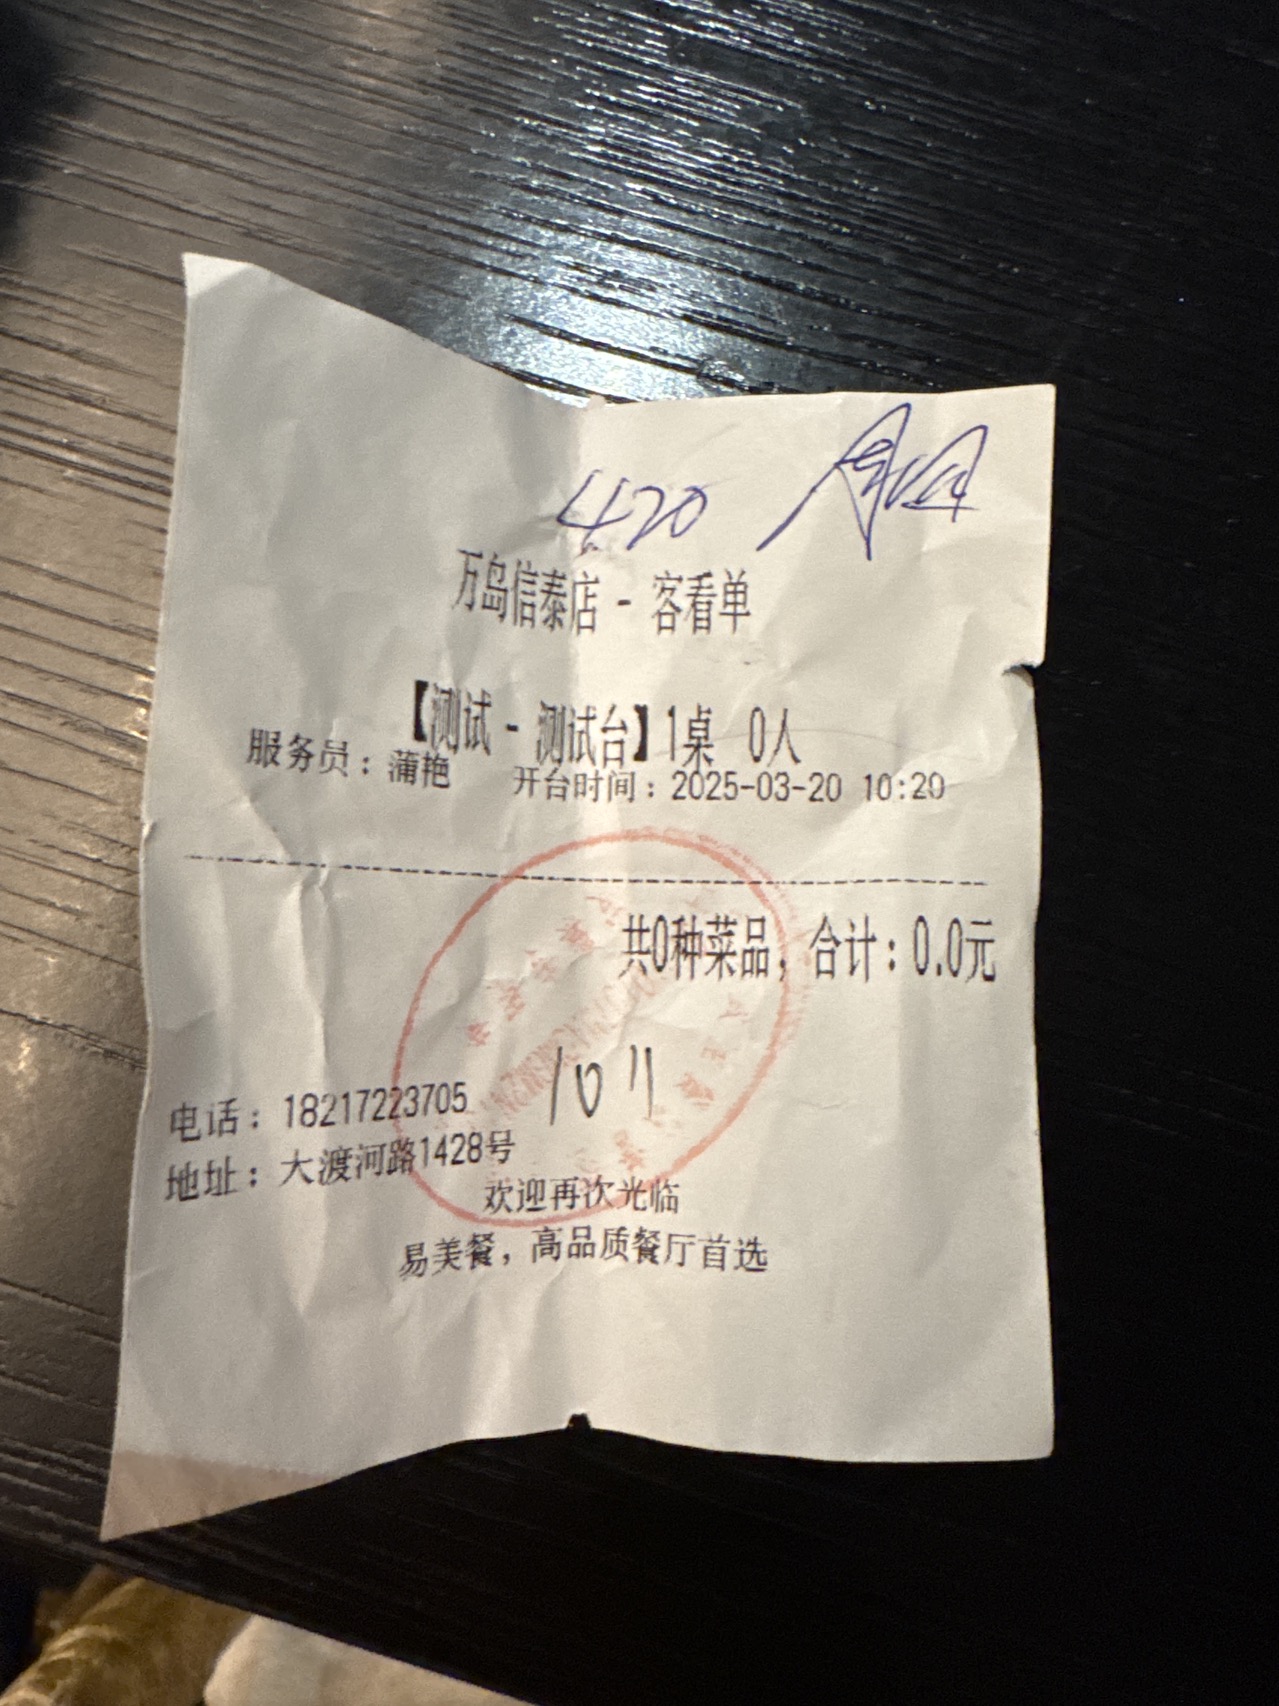 420
万岛信泰店 - 客看单
【测试 - 测试台】1桌 0人
服务员：蒲艳 开台时间：2025-03-20 10:20
共0种菜品，合计：0.0元
电话：18217223705
地址：大渡河路1428号
欢迎再次光临
易美餐，高品质餐厅首选